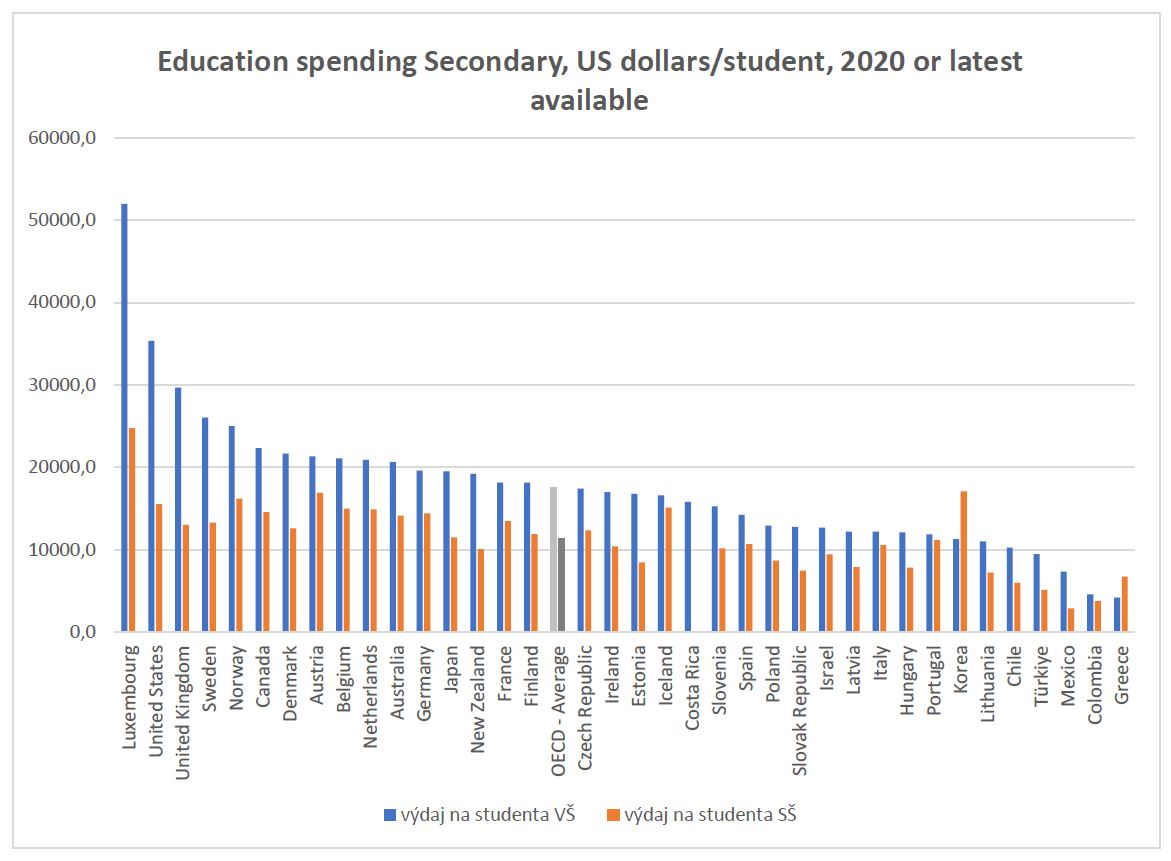 Education spending Secondary, US dollars/student, 2020 or latest
available
60000,0
50000,0
40000,0
30000,0
20000,0
10000,0
0,0
Luxembourg
United States
United Kingdom
Sweden
Norway
Canada
Denmark
Austria
Belgium
Netherlands
Australia
Germany
Japan
New Zealand
France
Finland
OECD - Average
Czech Republic
Ireland
Estonia
Iceland
Costa Rica
Slovenia
Spain
Poland
Slovak Republic
Israel
Latvia
Italy
Hungary
Portugal
Korea
Lithuania
Chile
Türkiye
Mexico
Colombia
Greece
výdaj na studenta VŠ
výdaj na studenta SŠ